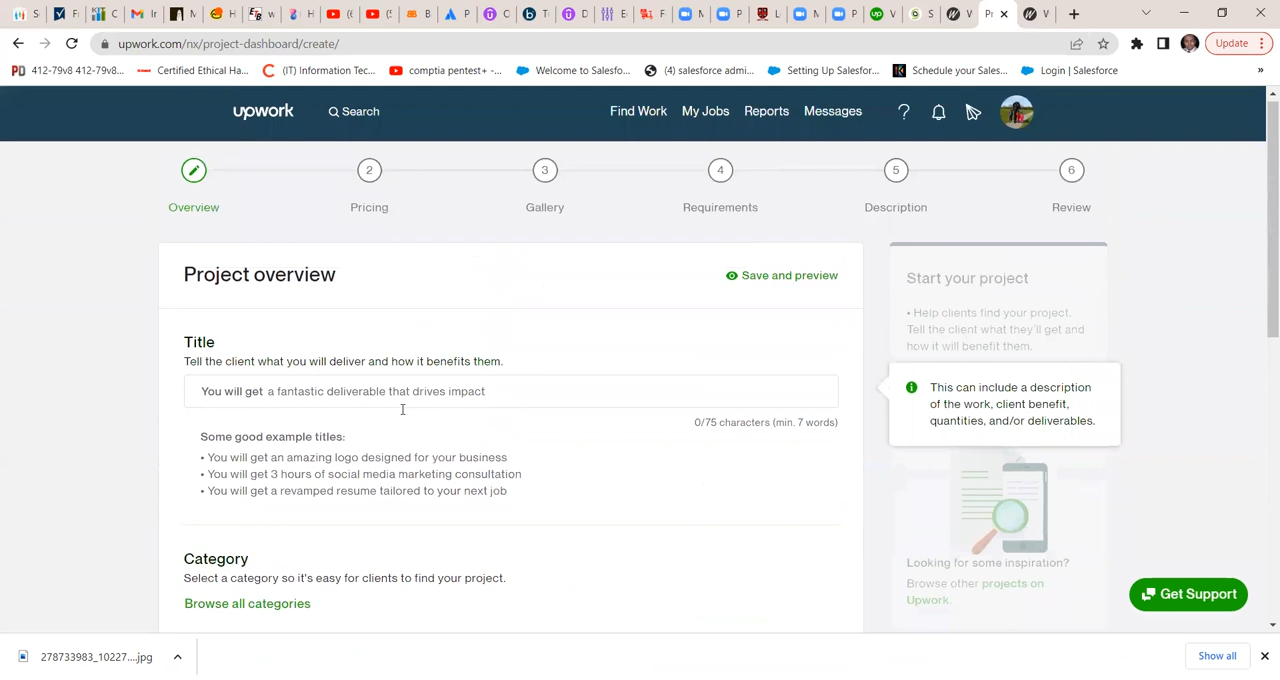 upwork.com/nx/project-dashboard/create/
Update
412-79v8 412-79v8...
Certified Ethical Ha...
(IT) Information Tec...
comptia pentest+ -...
Welcome to Salesfo...
(4) salesforce admi...
Setting Up Salesfor...
Schedule your Sales...
Login | Salesforce
»
upwork
Search
Find Work
My Jobs
Reports
Messages
?
2
3
4
5
6
Overview
Pricing
Gallery
Requirements
Description
Review
Project overview
Save and preview
Title
Tell the client what you will deliver and how it benefits them.
You will get a fantastic deliverable that drives impact
0/75 characters (min. 7 words)
Some good example titles:
• You will get an amazing logo designed for your business
• You will get 3 hours of social media marketing consultation
• You will get a revamped resume tailored to your next job
Category
Select a category so it's easy for clients to find your project.
Browse all categories
Start your project
• Help clients find your project.
Tell the client what they'll get and
how it will benefit them.
This can include a description
of the work, client benefit,
quantities, and/or deliverables.
Looking for some inspiration?
Browse other projects on
Upwork.
Get Support
278733983_10227....jpg
Show all